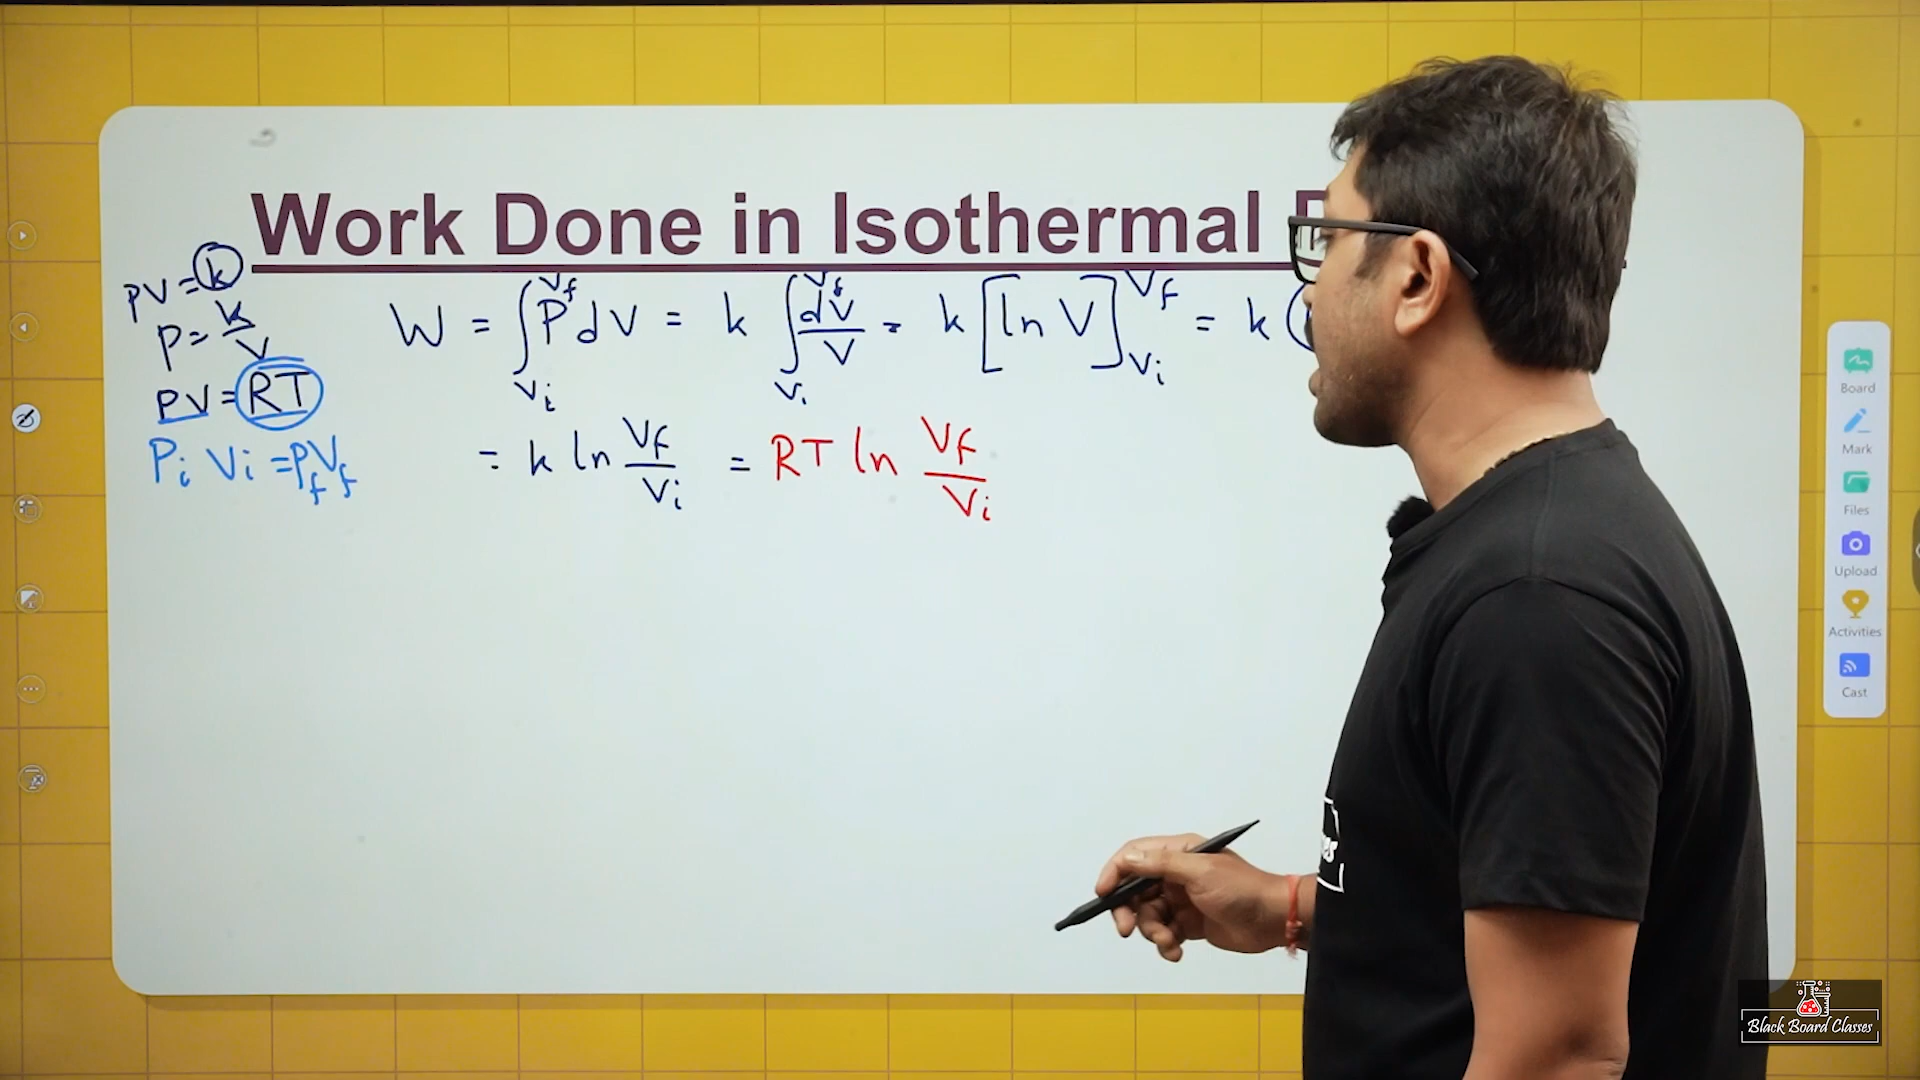 Work Done in Isothermal
PV = k
P = k/V
PV = RT
Pi Vi = Pf Vf
W = ∫Vi^Vf P dV = k ∫Vi^Vf dV/V = k [ln V]Vi^Vf = k
= k ln Vf/Vi = RT ln Vf/Vi
Board
Mark
Files
Upload
Activities
Cast
Black Board Classes